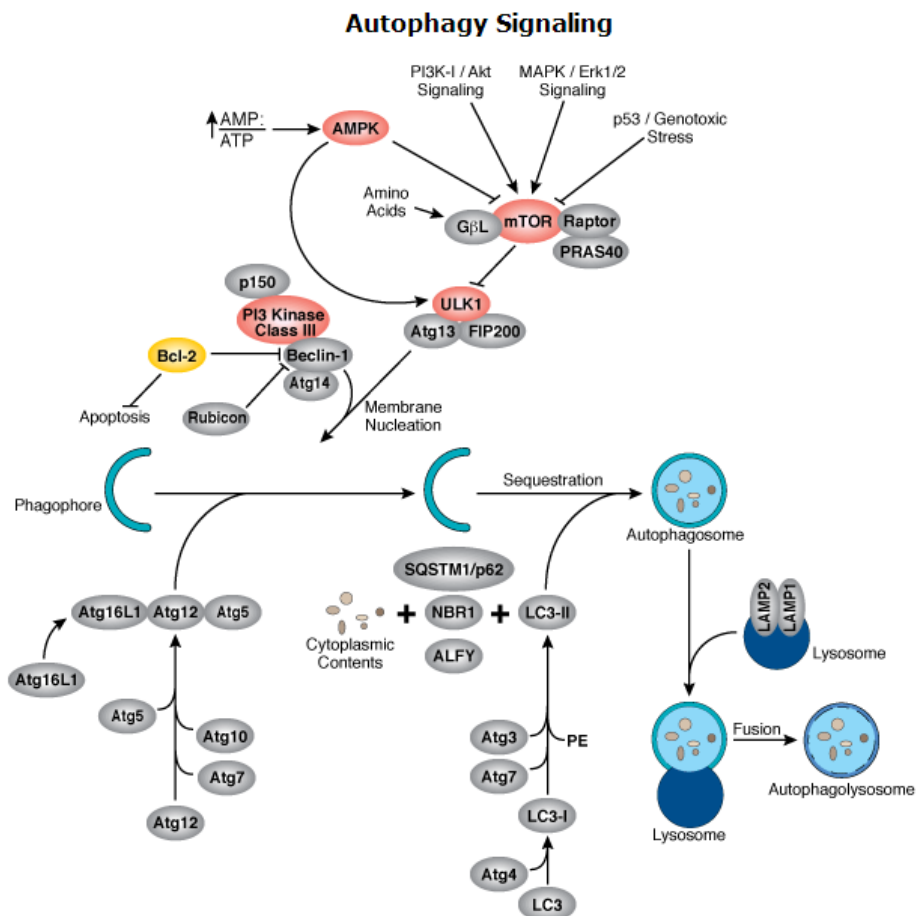 Autophagy Signaling
PI3K-I / Akt
Signaling
MAPK / Erk1/2
Signaling
p53 / Genotoxic
Stress
AMP:
ATP
AMPK
Amino
Acids
GβL
mTOR
Raptor
PRAS40
p150
PI3 Kinase
Class III
ULK1
Atg13
FIP200
Bcl-2
Beclin-1
Atg14
Apoptosis
Rubicon
Membrane
Nucleation
Phagophore
Sequestration
Autophagosome
SQSTM1/p62
Atg16L1
Atg12
Atg5
Cytoplasmic
Contents
+
NBR1
+
LC3-II
ALFY
LAMP2
LAMP1
Lysosome
Atg16L1
Atg5
Atg10
Atg7
Atg12
Atg3
PE
Atg7
LC3-I
Atg4
LC3
Fusion
Autophagolysosome
Lysosome